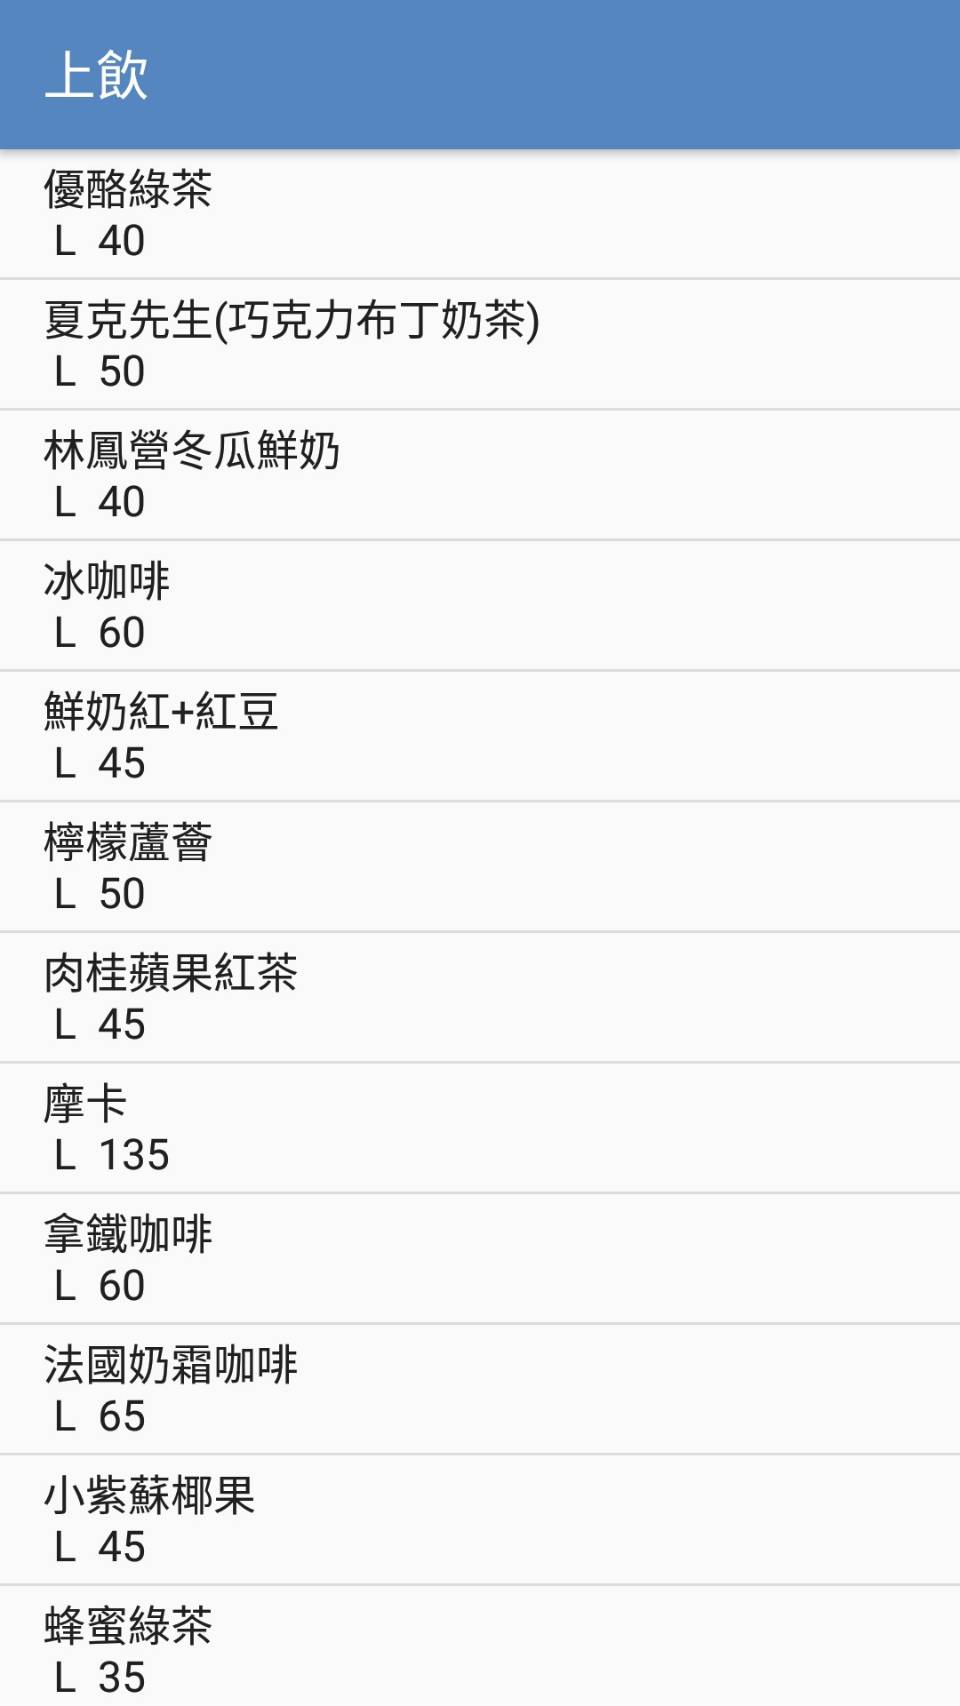 上飲
優酪綠茶
L 40
夏克先生(巧克力布丁奶茶)
L 50
林鳳營冬瓜鮮奶
L 40
冰咖啡
L 60
鮮奶紅+紅豆
L 45
檸檬蘆薈
L 50
肉桂蘋果紅茶
L 45
摩卡
L 135
拿鐵咖啡
L 60
法國奶霜咖啡
L 65
小紫蘇椰果
L 45
蜂蜜綠茶
L 35